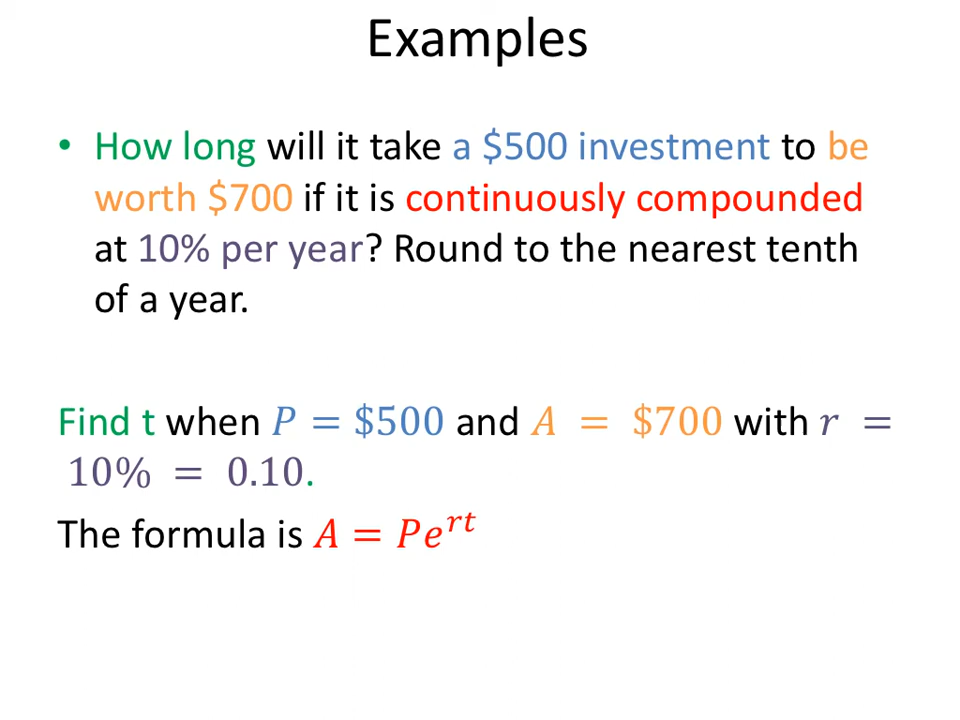 Examples
• How long will it take a $500 investment to be
worth $700 if it is continuously compounded
at 10% per year? Round to the nearest tenth
of a year.
Find t when P = $500 and A = $700 with r =
10% = 0.10.
The formula is A = Pe^{rt}